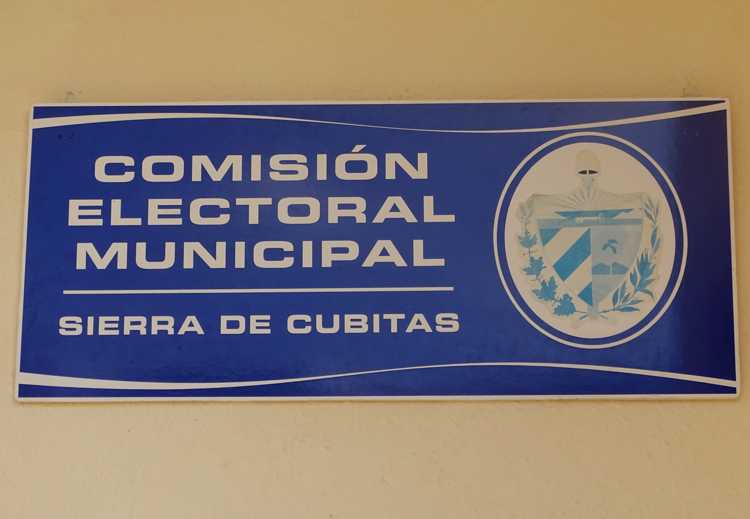 COMISIÓN
ELECTORAL
MUNICIPAL
SIERRA DE CUBITAS